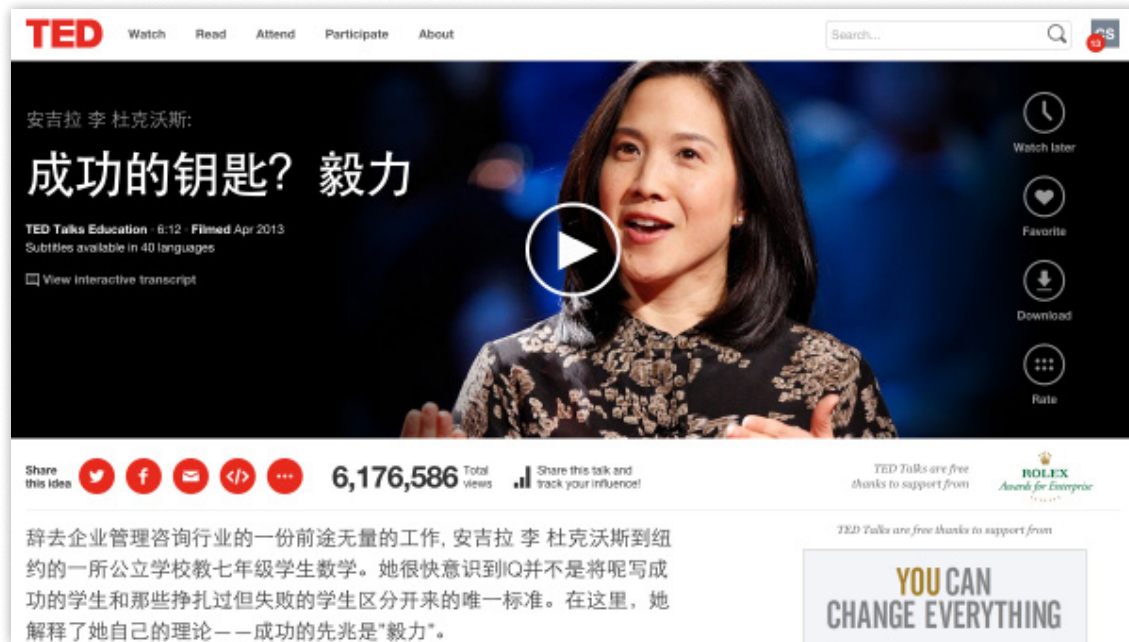 TED Watch Read Attend Participate About Search...
13
安吉拉 李 杜克沃斯:
成功的钥匙? 毅力
TED Talks Education · 6:12 · Filmed Apr 2013
Subtitles available in 40 languages
View interactive transcript
Watch later
Favorite
Download
Rate
Share
this idea
6,176,586 Total
views
Share this talk and
track your influence!
TED Talks are free
thanks to support from
ROLEX
Awards for Enterprise
辞去企业管理咨询行业的一份前途无量的工作, 安吉拉 李 杜克沃斯到纽
约的一所公立学校教七年级学生数学。她很快意识到IQ并不是将呢写成
功的学生和那些挣扎过但失败的学生区分开来的唯一标准。在这里，她
解释了她自己的理论——成功的先兆是"毅力"。
TED Talks are free thanks to support from
YOU CAN
CHANGE EVERYTHING